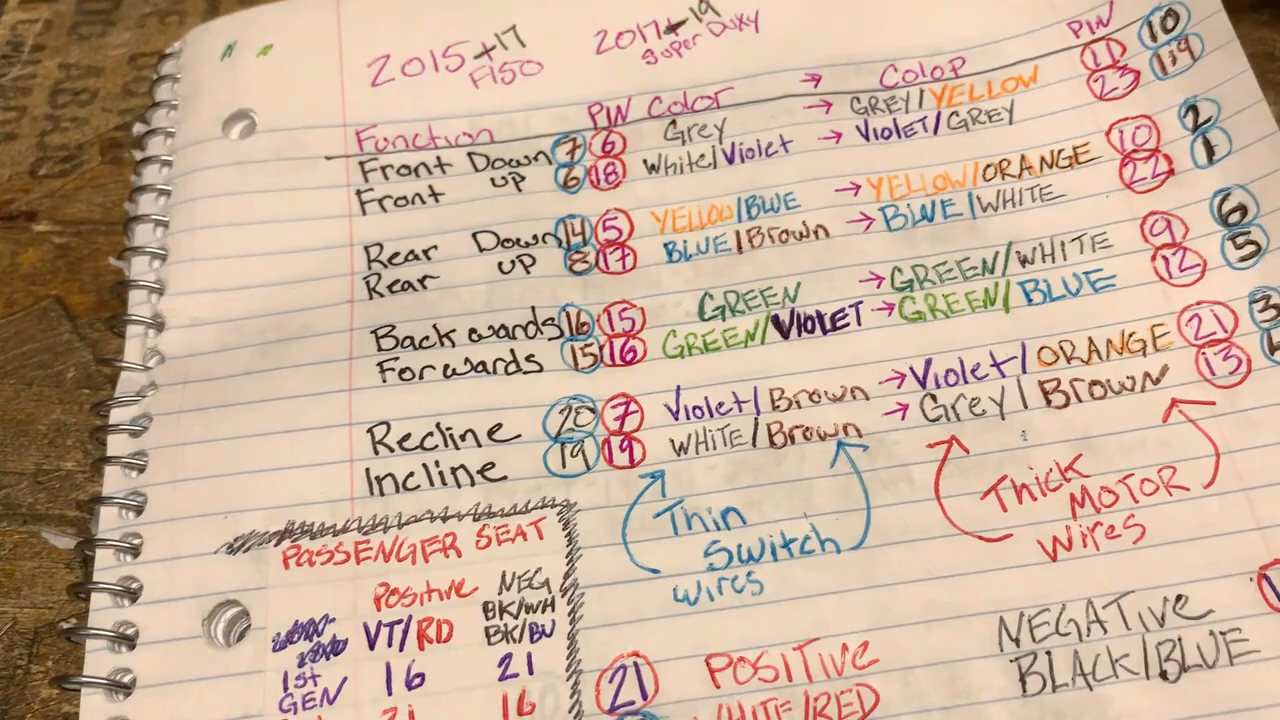 2015+17 F150
2017+19 Super Duty
Function PIN Color → Color PIN
Front Down 7 6 Grey → GREY/YELLOW 11 10
Front UP 6 18 White/Violet → VIOLET/GREY 23
Rear Down 14 5 YELLOW/BLUE → YELLOW/ORANGE 10 2
Rear UP 8 17 BLUE/Brown → BLUE/WHITE 22 1
Backwards 16 15 GREEN → GREEN/WHITE 9 6
Forwards 15 16 GREEN/VIOLET → GREEN/BLUE 12 5
Recline 20 7 Violet/Brown → Violet/ORANGE 21 3
Incline 19 19 WHITE/Brown → Grey/Brown 13
Thin
Switch
wires
Thick
MOTOR
wires
PASSENGER SEAT
Positive NEG
BK/WH
VT/RD BK/BU
1st
GEN 16 21
21 16
21 POSITIVE
WHITE/RED
NEGATIVE
BLACK/BLUE